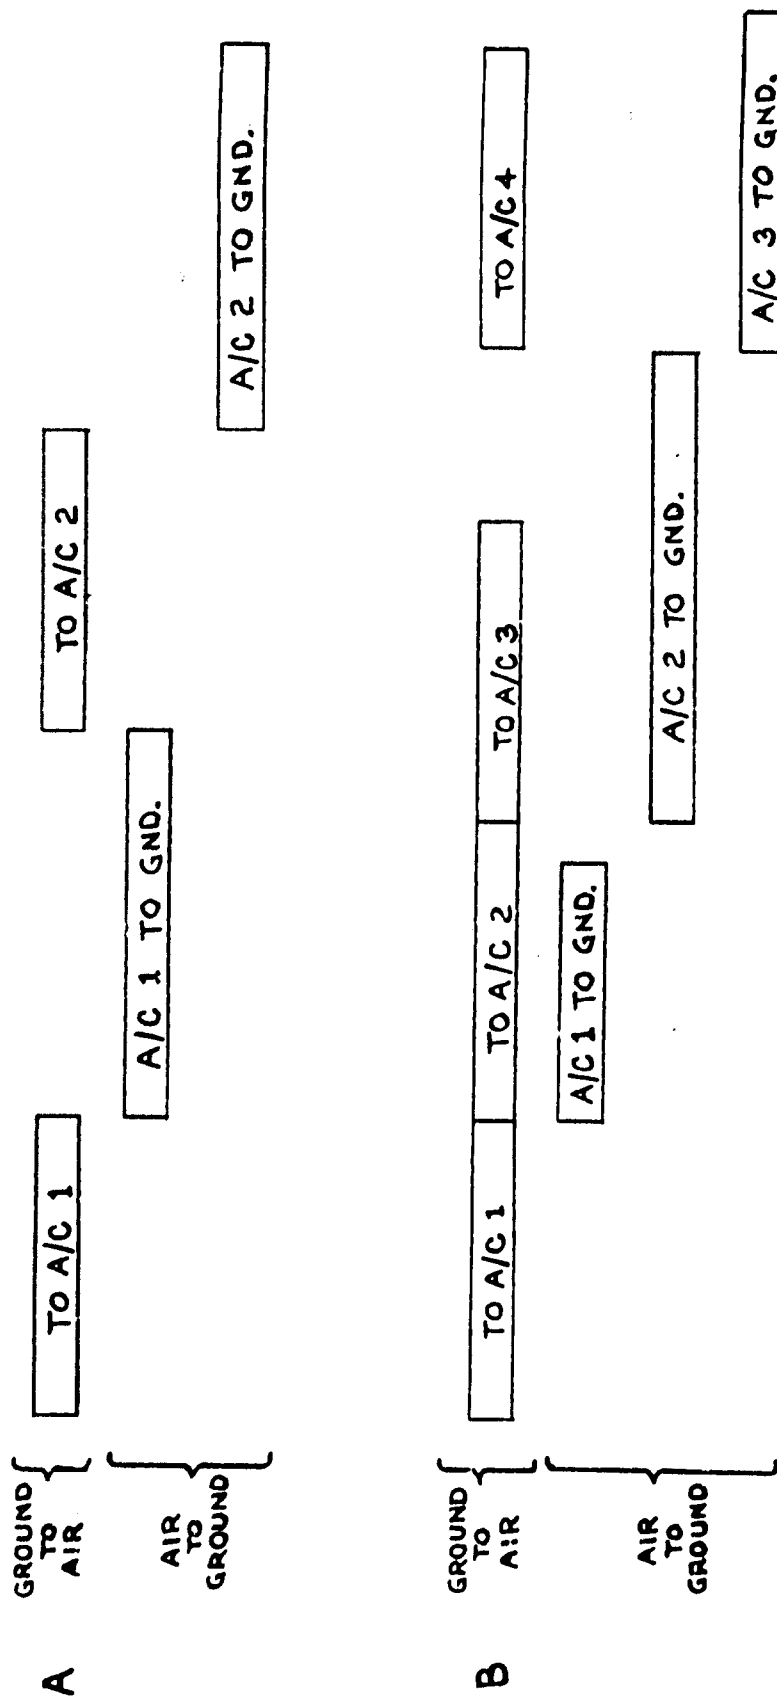 A
GROUND
TO
AIR
TO A/C 1
TO A/C 2
AIR
TO
GROUND
A/C 1 TO GND.
A/C 2 TO GND.
B
GROUND
TO
AIR
TO A/C 1
TO A/C 2
TO A/C 3
TO A/C 4
AIR
TO
GROUND
A/C 1 TO GND.
A/C 2 TO GND.
A/C 3 TO GND.